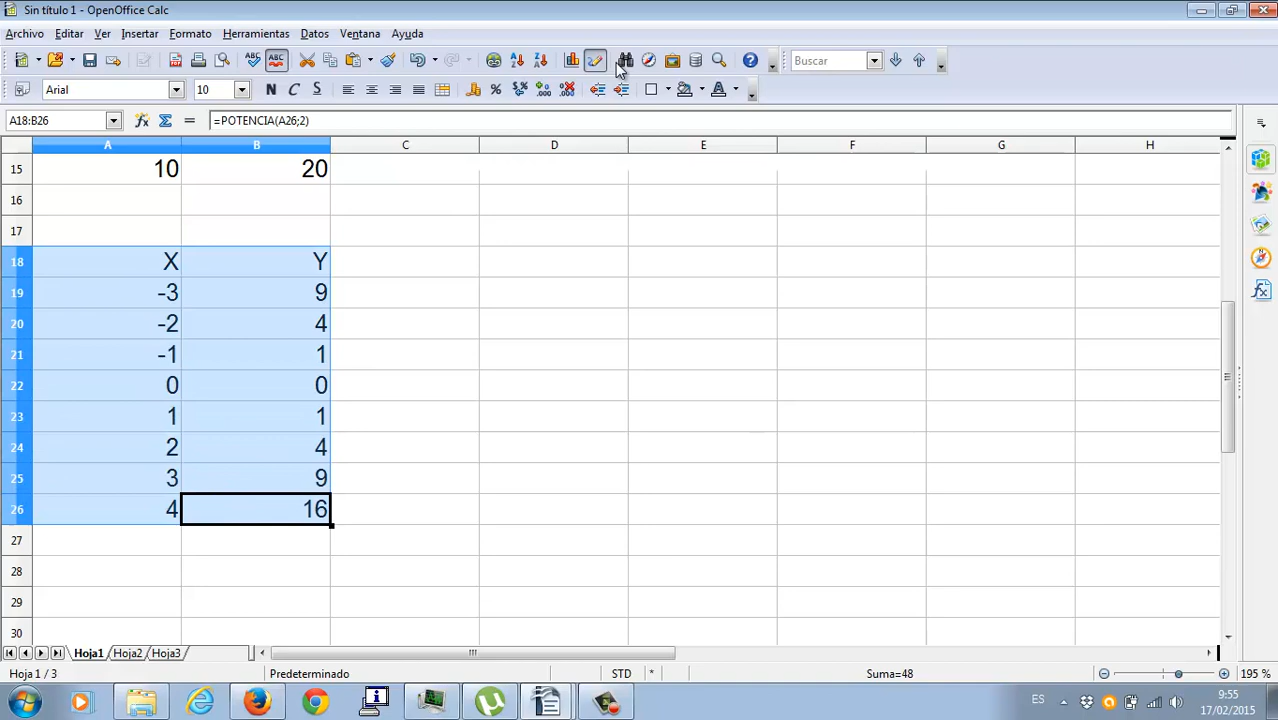 Sin título 1 - OpenOffice Calc
Archivo Editar Ver Insertar Formato Herramientas Datos Ventana Ayuda
ABC ABC Buscar
Arial 10 N C S % A
A18:B26 =POTENCIA(A26;2)
A B C D E F G H
15 10 20
16
17
18 X Y
19 -3 9
20 -2 4
21 -1 1
22 0 0
23 1 1
24 2 4
25 3 9
26 4 16
27
28
29
30
Hoja1 Hoja2 Hoja3
Hoja 1 / 3 Predeterminado STD * Suma=48 195 %
ES 9:55
17/02/2015